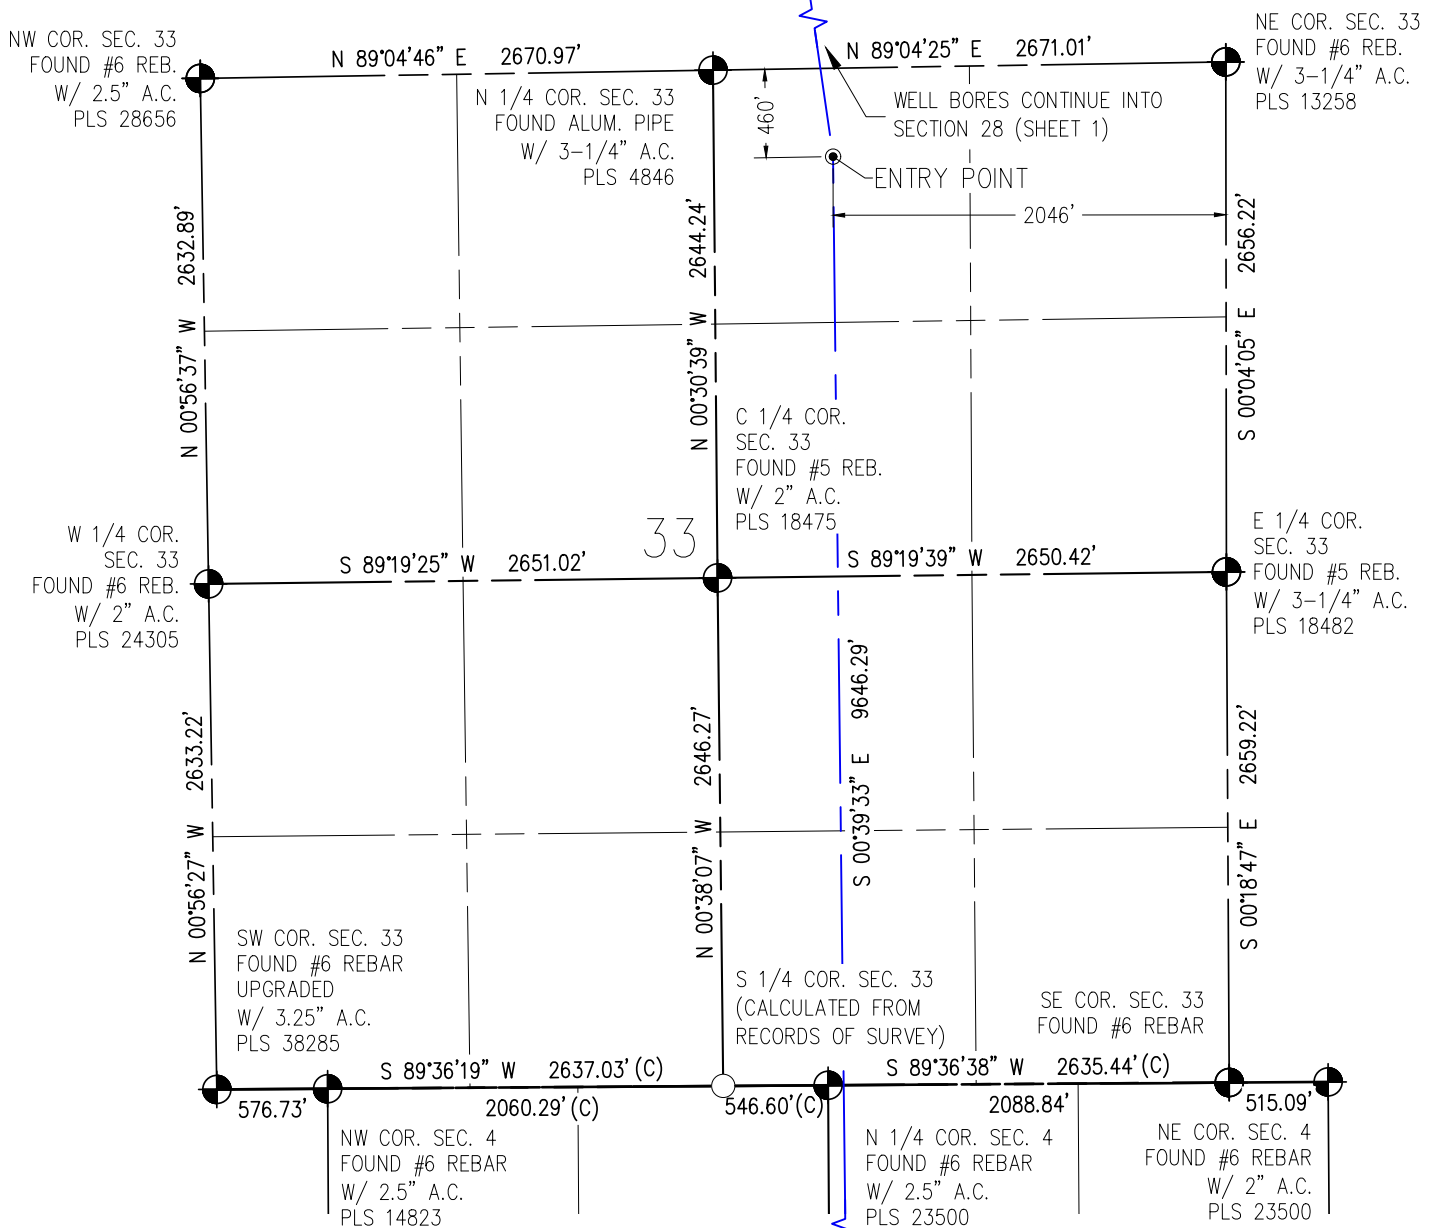 NW COR. SEC. 33
FOUND #6 REB.
W/ 2.5" A.C.
PLS 28656
N 89°04'46" E 2670.97'
N 1/4 COR. SEC. 33
FOUND ALUM. PIPE
W/ 3-1/4" A.C.
PLS 4846
N 89°04'25" E 2671.01'
NE COR. SEC. 33
FOUND #6 REB.
W/ 3-1/4" A.C.
PLS 13258
460'
WELL BORES CONTINUE INTO
SECTION 28 (SHEET 1)
ENTRY POINT
2046'
N 00°56'37" W 2632.89'
N 00°30'39" W 2644.24'
S 00°04'05" E 2656.22'
C 1/4 COR.
SEC. 33
FOUND #5 REB.
W/ 2" A.C.
PLS 18475
33
W 1/4 COR.
SEC. 33
FOUND #6 REB.
W/ 2" A.C.
PLS 24305
S 89°19'25" W 2651.02'
S 89°19'39" W 2650.42'
E 1/4 COR.
SEC. 33
FOUND #5 REB.
W/ 3-1/4" A.C.
PLS 18482
N 00°56'27" W 2633.22'
N 00°38'07" W 2646.27'
S 00°39'33" E 9646.29'
S 00°18'47" E 2659.22'
SW COR. SEC. 33
FOUND #6 REBAR
UPGRADED
W/ 3.25" A.C.
PLS 38285
S 1/4 COR. SEC. 33
(CALCULATED FROM
RECORDS OF SURVEY)
SE COR. SEC. 33
FOUND #6 REBAR
S 89°36'19" W 2637.03' (C)
S 89°36'38" W 2635.44' (C)
576.73'
2060.29' (C)
546.60'(C)
2088.84'
515.09'
NW COR. SEC. 4
FOUND #6 REBAR
W/ 2.5" A.C.
PLS 14823
N 1/4 COR. SEC. 4
FOUND #6 REBAR
W/ 2.5" A.C.
PLS 23500
NE COR. SEC. 4
FOUND #6 REBAR
W/ 2" A.C.
PLS 23500